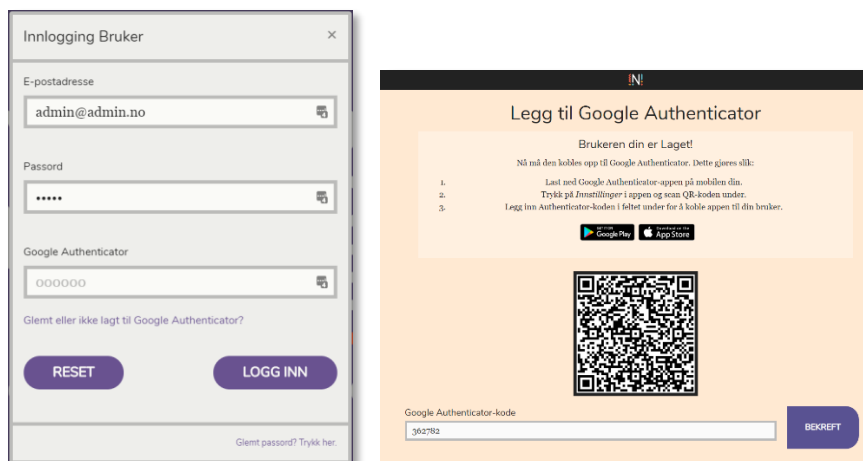 Innlogging Bruker
×
E-postadresse
admin@admin.no
Passord
•••••
Google Authenticator
000000
Glemt eller ikke lagt til Google Authenticator?
RESET
LOGG INN
Glemt passord? Trykk her.
!N!
Legg til Google Authenticator
Brukeren din er Laget!
Nå må den kobles opp til Google Authenticator. Dette gjøres slik:
1. Last ned Google Authenticator-appen på mobilen din.
2. Trykk på Innstillinger i appen og scan QR-koden under.
3. Legg inn Authenticator-koden i feltet under for å koble appen til din bruker.
Google Play
App Store
Google Authenticator-kode
362782
BEKREFT